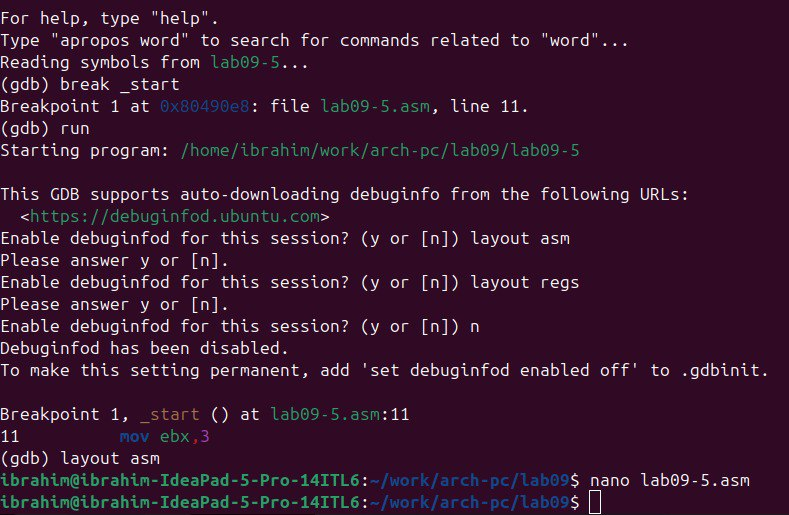 For help, type "help".
Type "apropos word" to search for commands related to "word"...
Reading symbols from lab09-5...
(gdb) break _start
Breakpoint 1 at 0x80490e8: file lab09-5.asm, line 11.
(gdb) run
Starting program: /home/ibrahim/work/arch-pc/lab09/lab09-5

This GDB supports auto-downloading debuginfo from the following URLs:
  <https://debuginfod.ubuntu.com>
Enable debuginfod for this session? (y or [n]) layout asm
Please answer y or [n].
Enable debuginfod for this session? (y or [n]) layout regs
Please answer y or [n].
Enable debuginfod for this session? (y or [n]) n
Debuginfod has been disabled.
To make this setting permanent, add 'set debuginfod enabled off' to .gdbinit.

Breakpoint 1, _start () at lab09-5.asm:11
11          mov ebx,3
(gdb) layout asm
ibrahim@ibrahim-IdeaPad-5-Pro-14ITL6:~/work/arch-pc/lab09$ nano lab09-5.asm
ibrahim@ibrahim-IdeaPad-5-Pro-14ITL6:~/work/arch-pc/lab09$